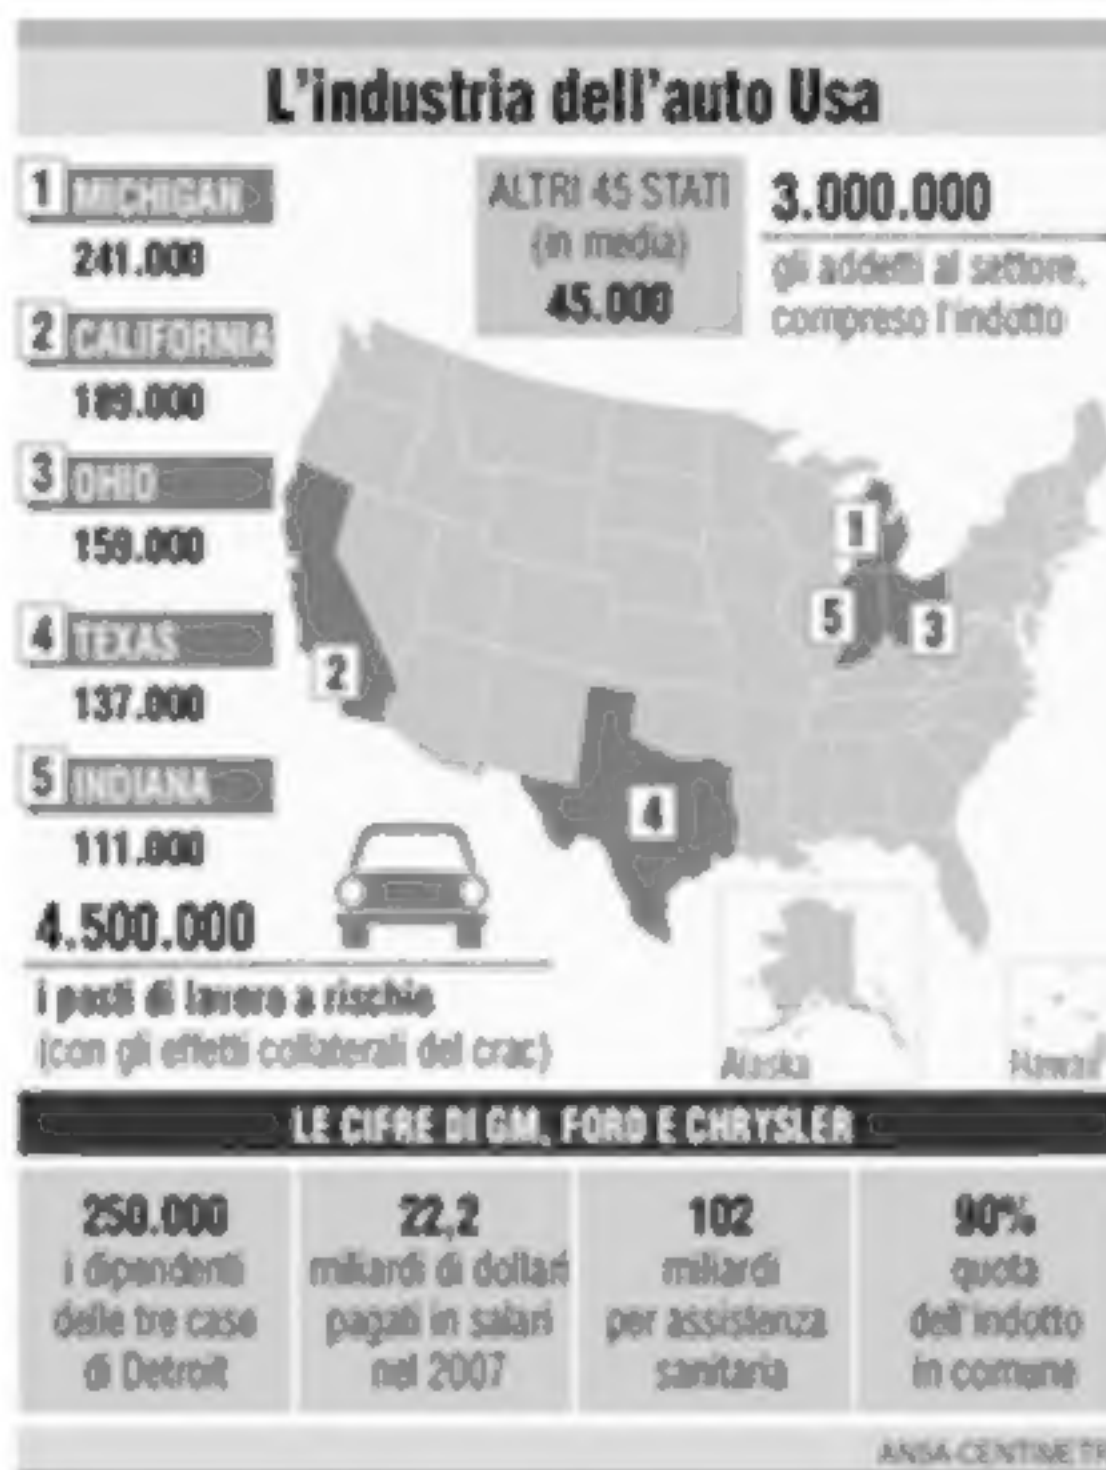 L'industria dell'auto Usa
1 MICHIGAN
241.000
2 CALIFORNIA
189.000
3 OHIO
159.000
4 TEXAS
137.000
5 INDIANA
111.000
ALTRI 45 STATI
(in media)
45.000
3.000.000
gli addetti al settore,
compreso l'indotto
1
5
3
2
4
4.500.000
i posti di lavoro a rischio
(con gli effetti collaterali del crac)
Alaska
Hawaii
LE CIFRE DI GM, FORD E CHRYSLER
250.000
i dipendenti
delle tre case
di Detroit
22,2
miliardi di dollari
pagati in salari
nel 2007
102
miliardi
per assistenza
sanitaria
90%
quota
dell'indotto
in comune
ANSA-CENTIMETR